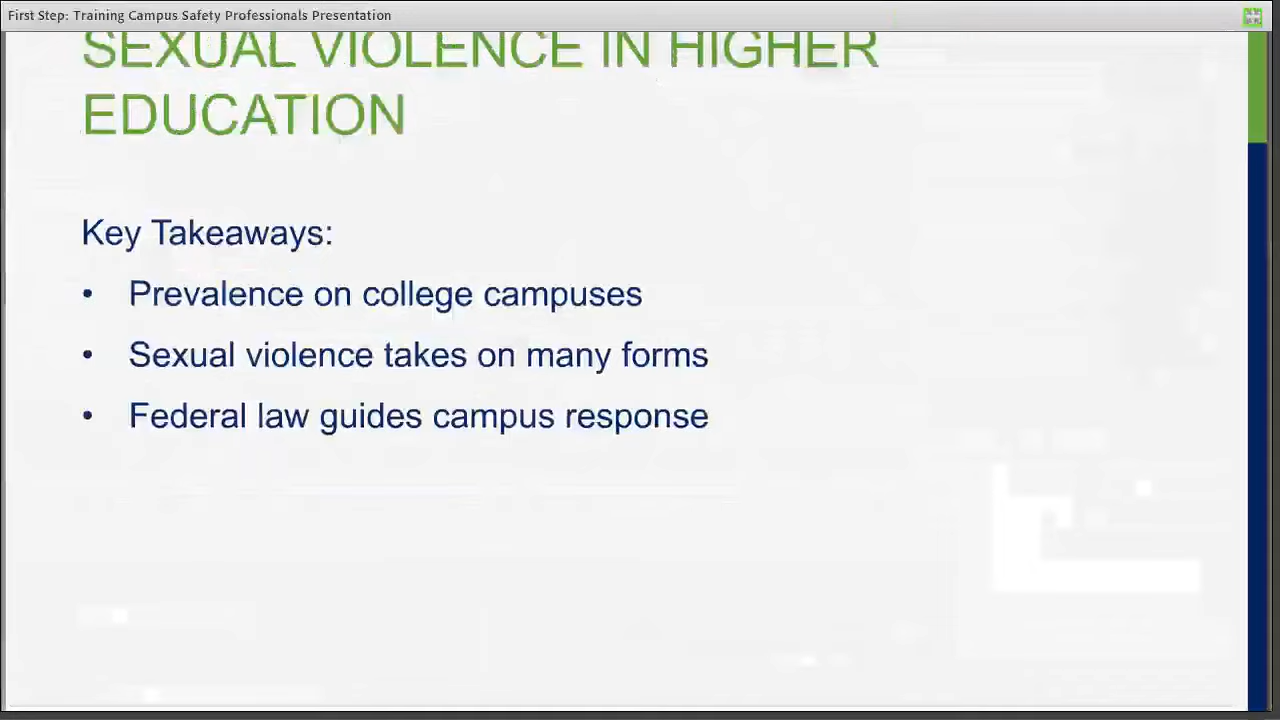 First Step: Training Campus Safety Professionals Presentation
SEXUAL VIOLENCE IN HIGHER
EDUCATION
Key Takeaways:
• Prevalence on college campuses
• Sexual violence takes on many forms
• Federal law guides campus response